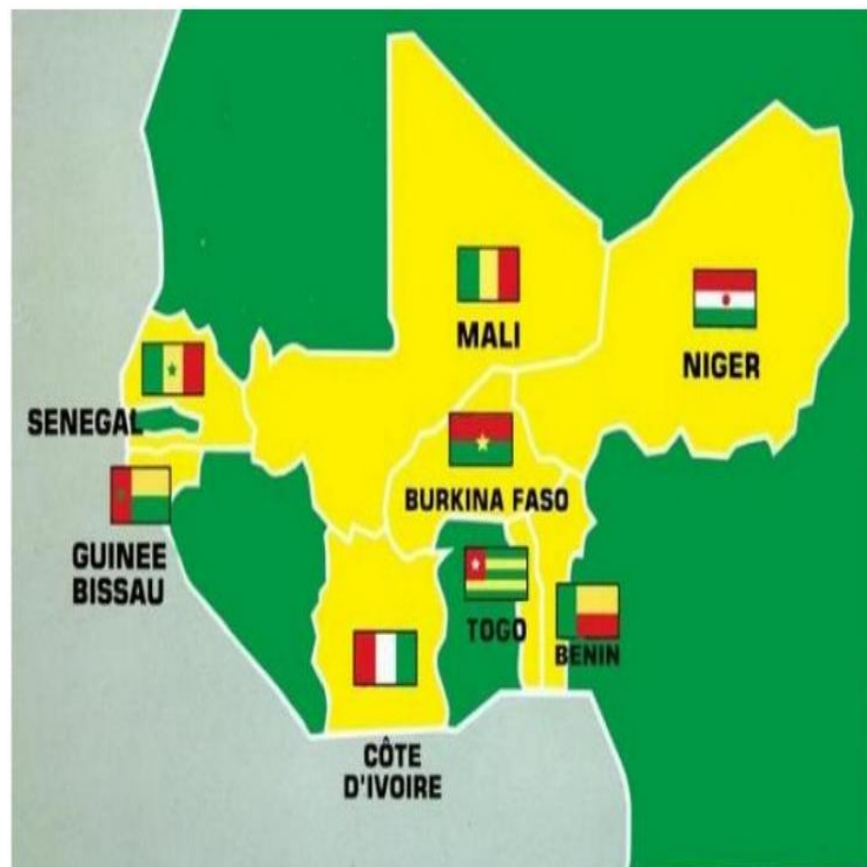 MALI
NIGER
SENEGAL
BURKINA FASO
GUINEE
BISSAU
TOGO
BENIN
CÔTE
D'IVOIRE